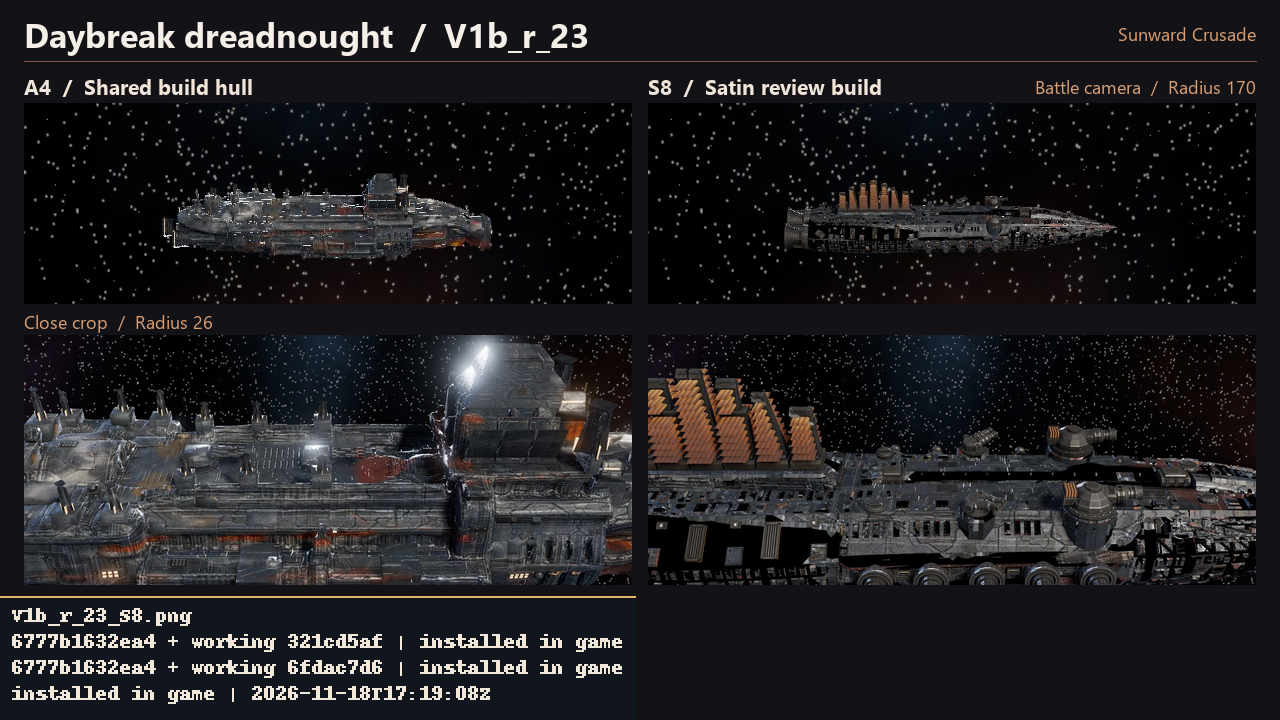 Daybreak dreadnought / V1b_r_23
Sunward Crusade
A4 / Shared build hull
S8 / Satin review build
Battle camera / Radius 170
Close crop / Radius 26
V1b_r_23_S8.png
6777b1632ea4 + working 321cd5af | installed in game
6777b1632ea4 + working 6fdac7d6 | installed in game
installed in game | 2026-11-18T17:19:08Z